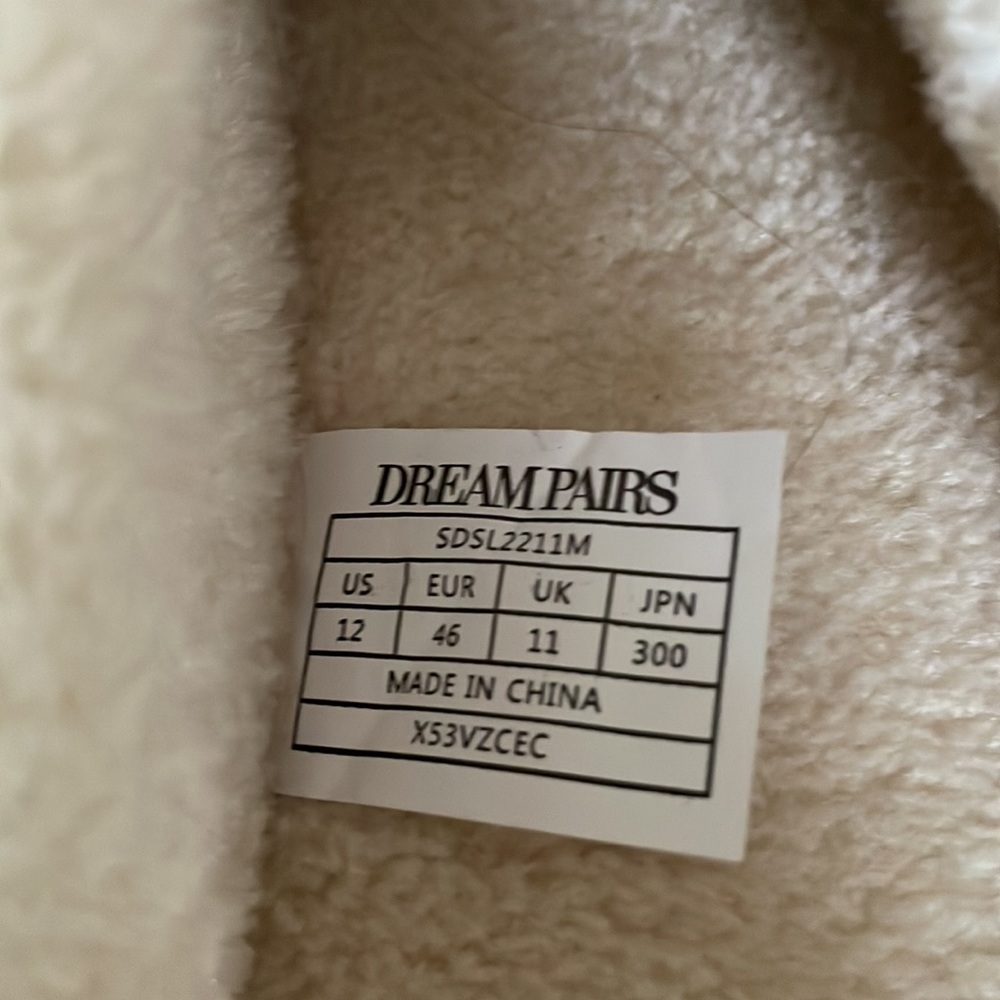 DREAM PAIRS
SDSL2211M
US EUR UK JPN
12 46 11 300
MADE IN CHINA
X53VZCEC